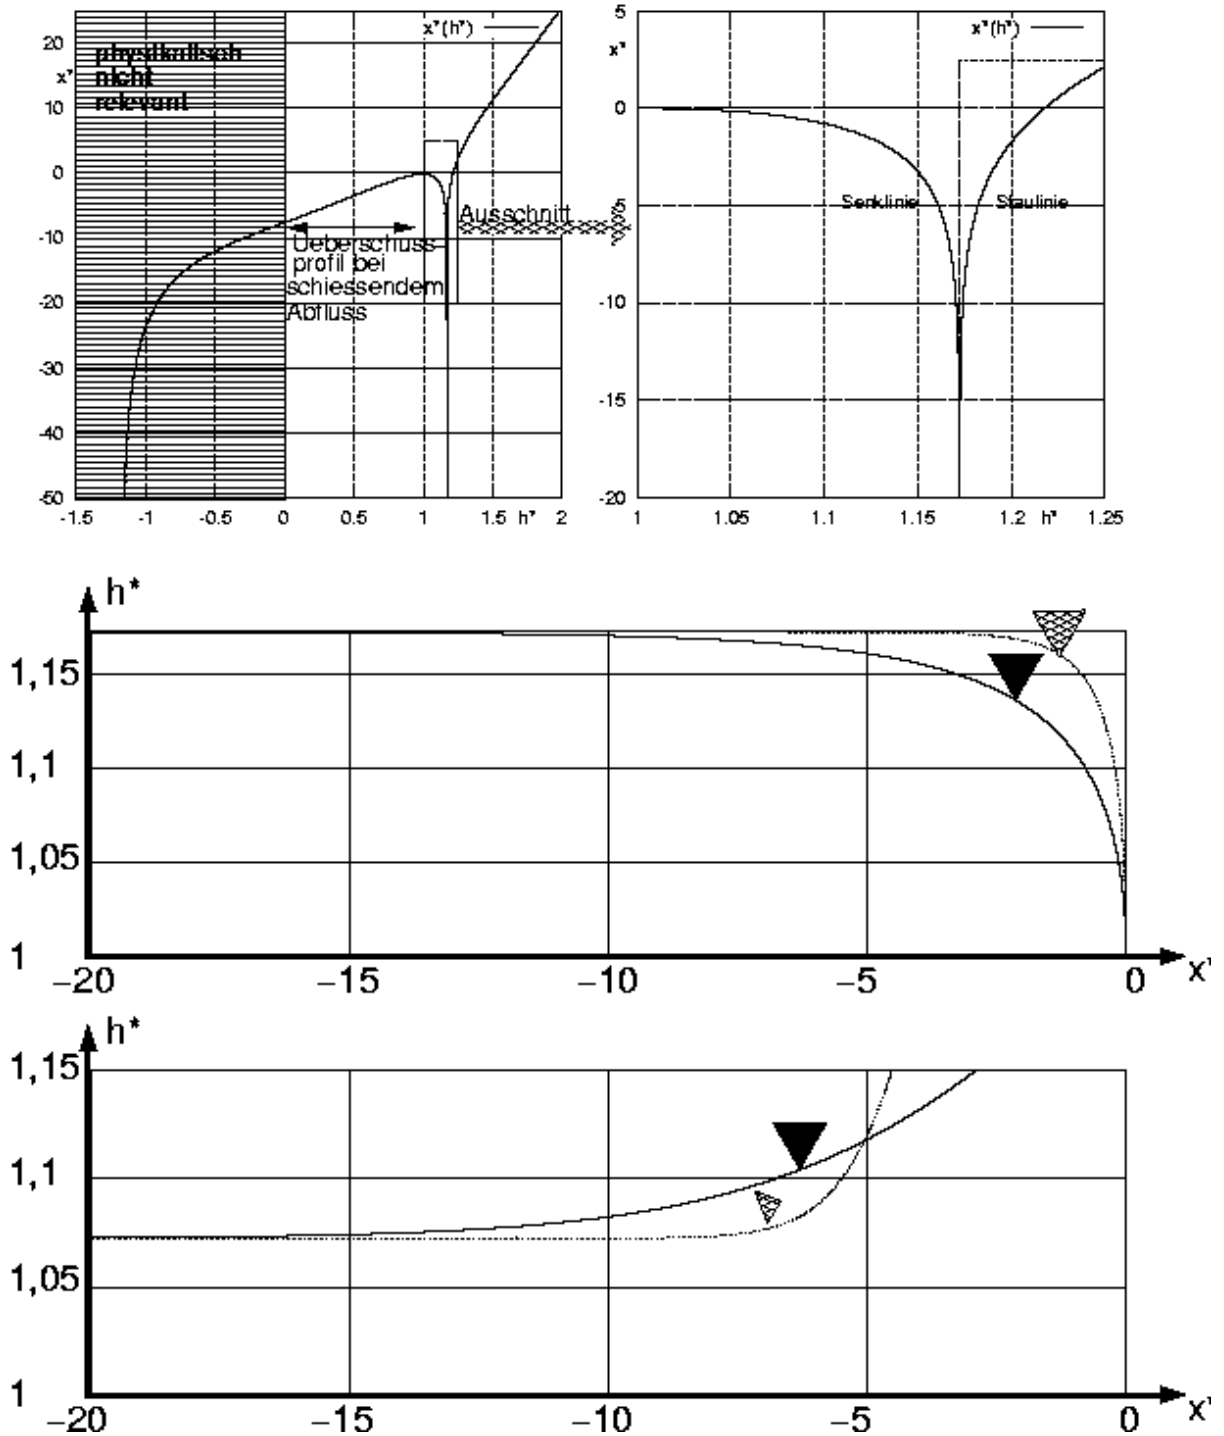 x*(h*)
20
physikalisch
x*
nicht
10
relevant
0
-10
-20
-30
-40
-50
Ausschnitt
Ueberschuss
profil bei
schiessendem
Abfluss
-1.5 -1 -0.5 0 0.5 1 1.5 h* 2
5
x*(h*)
x*
0
-5
Senklinie Staulinie
-10
-15
-20
1 1.05 1.1 1.15 1.2 h* 1.25
h*
1,15
1,1
1,05
1
−20 −15 −10 −5 0 x*
h*
1,15
1,1
1,05
1
−20 −15 −10 −5 0 x*